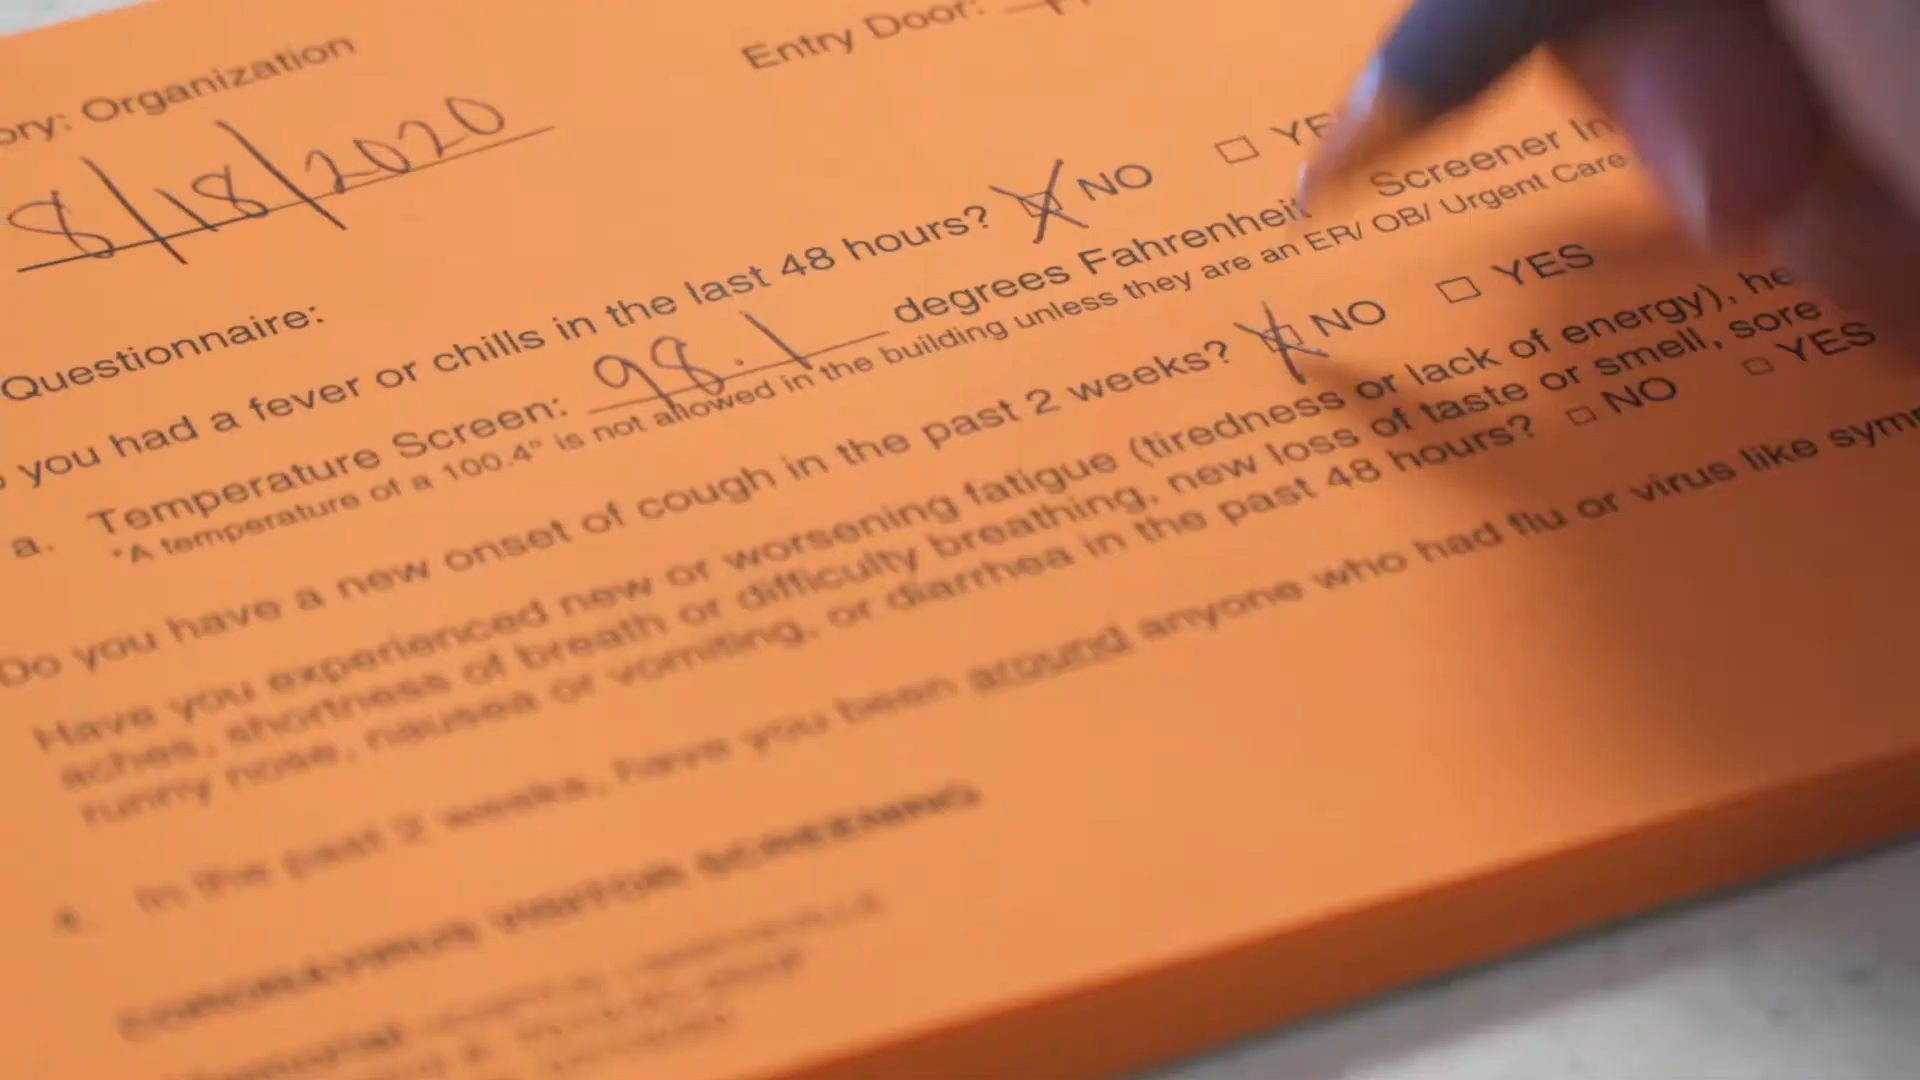 ory: Organization
Entry Door:
8/18/2020
Questionnaire:
you had a fever or chills in the last 48 hours? NO YE
a. Temperature Screen: 98.1 degrees Fahrenheit Screener In
*A temperature of a 100.4° is not allowed in the building unless they are an ER/ OB/ Urgent Care
Do you have a new onset of cough in the past 2 weeks? NO YES
Have you experienced new or worsening fatigue (tiredness or lack of energy), he
aches, shortness of breath or difficulty breathing, new loss of taste or smell, sore
runny nose, nausea or vomiting, or diarrhea in the past 48 hours? NO YES
4. In the past 2 weeks, have you been around anyone who had flu or virus like symp
CORONAVIRUS VISITOR SCREENING